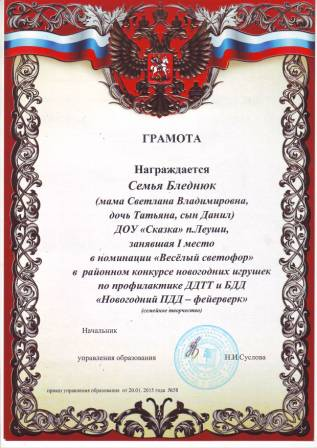 ГРАМОТА
Награждается
Семья Бледнюк
(мама Светлана Владимировна,
дочь Татьяна, сын Данил)
ДОУ «Сказка» п.Леуши,
занявшая I место
в номинации «Весёлый светофор»
в районном конкурсе новогодних игрушек
по профилактике ДДТТ и БДД
«Новогодний ПДД – фейерверк»
(семейное творчество)
Начальник
управления образования Н.И.Суслова
приказ управления образования от 20.01. 2015 года №58